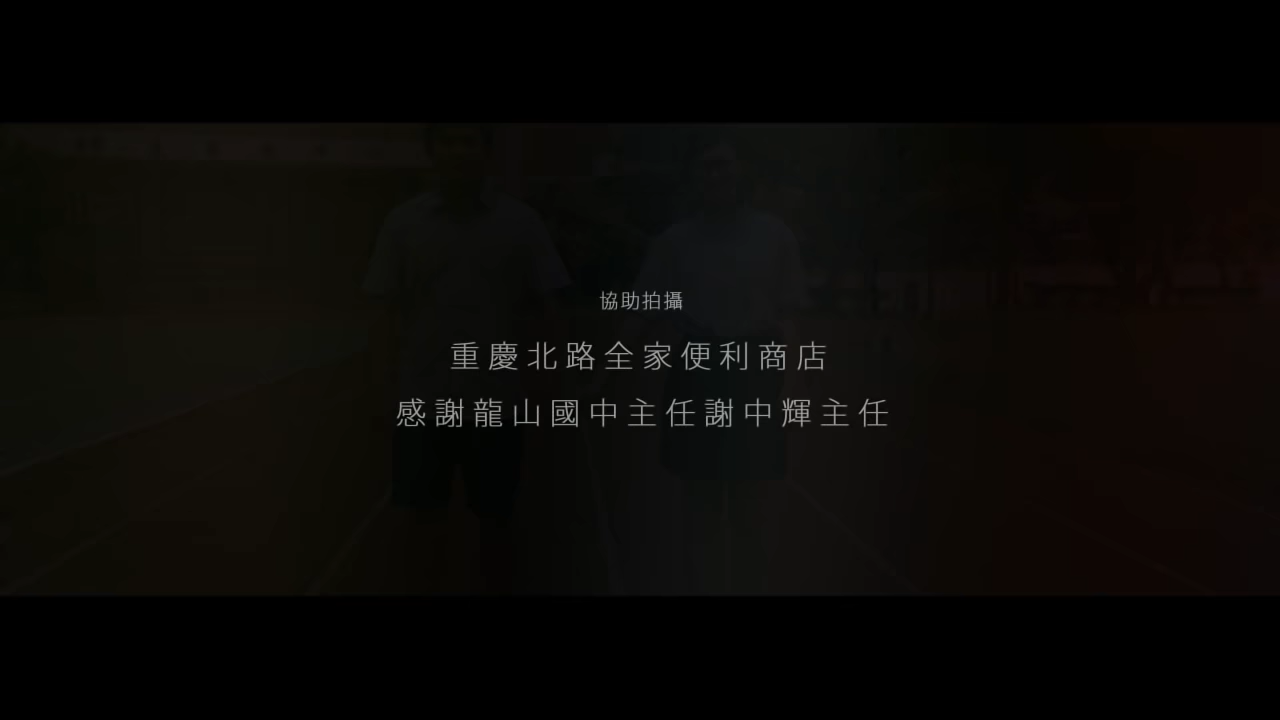 協助拍攝
重慶北路全家便利商店
感謝龍山國中主任謝中輝主任